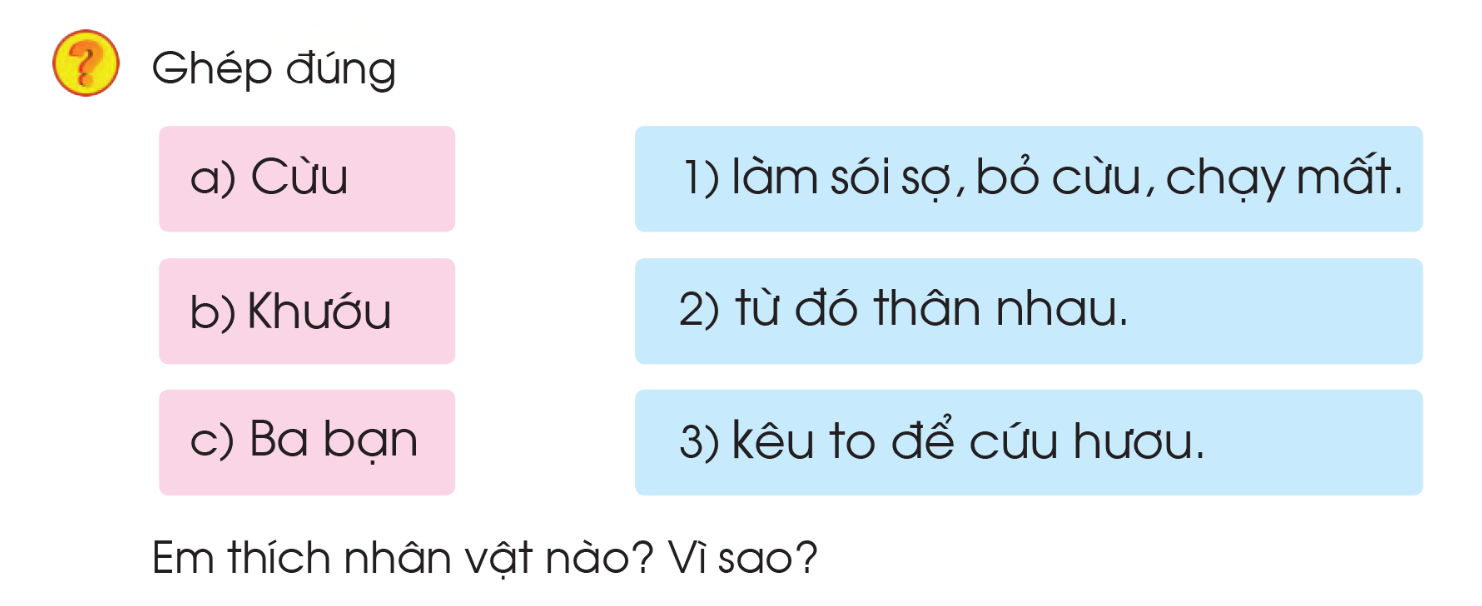 Ghép đúng
a) Cừu
1) làm sói sợ, bỏ cừu, chạy mất.
b) Khướu
2) từ đó thân nhau.
c) Ba bạn
3) kêu to để cứu hươu.
Em thích nhân vật nào? Vì sao?